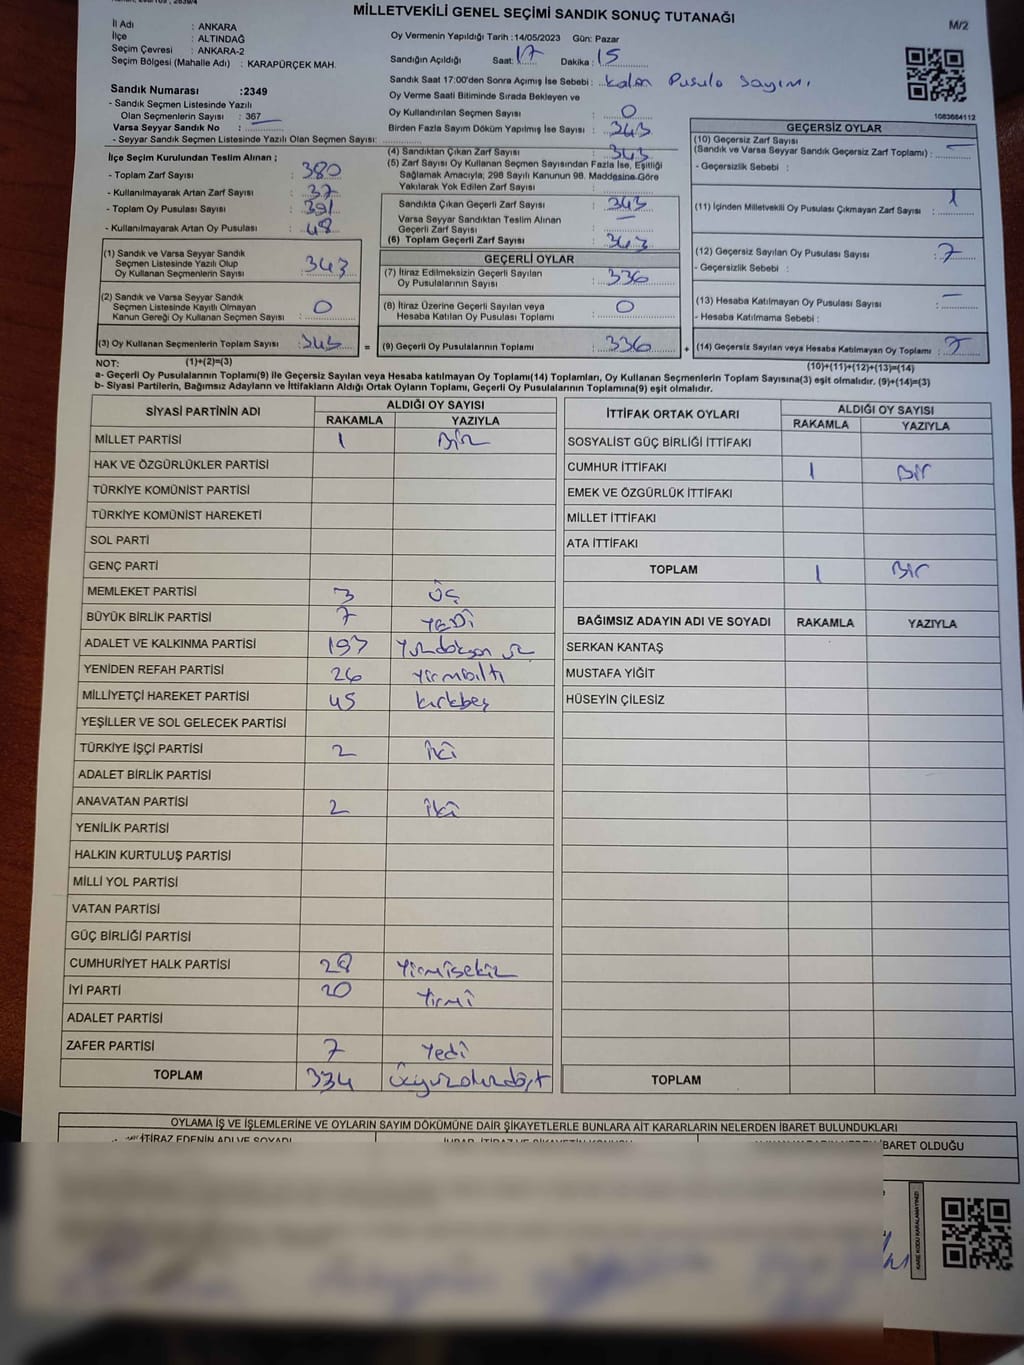 MİLLETVEKİLİ GENEL SEÇİMİ SANDIK SONUÇ TUTANAĞI
M/2
İl Adı : ANKARA
İlçe : ALTINDAĞ
Seçim Çevresi : ANKARA-2
Seçim Bölgesi (Mahalle Adı) : KARAPÜRÇEK MAH.
Oy Vermenin Yapıldığı Tarih :14/05/2023 Gün: Pazar
Sandığın Açıldığı Saat: 17 Dakika : 15
Sandık Saat 17:00'den Sonra Açımış İse Sebebi : Kalan Pusula Sayımı
Oy Verme Saati Bitiminde Sırada Bekleyen ve
Oy Kullandırılan Seçmen Sayısı : 0
Birden Fazla Sayım Döküm Yapılmış İse Sayısı : 343
1083664112
Sandık Numarası :2349
- Sandık Seçmen Listesinde Yazılı
Olan Seçmenlerin Sayısı : 367
Varsa Seyyar Sandık No :
- Seyyar Sandık Seçmen Listesinde Yazılı Olan Seçmen Sayısı:
İlçe Seçim Kurulundan Teslim Alınan ;
- Toplam Zarf Sayısı : 380
- Kullanılmayarak Artan Zarf Sayısı : 37
- Toplam Oy Pusulası Sayısı : 391
- Kullanılmayarak Artan Oy Pusulası : 48
(1) Sandık ve Varsa Seyyar Sandık
Seçmen Listesinde Yazılı Olup
Oy Kullanan Seçmenlerin Sayısı : 343
(2) Sandık ve Varsa Seyyar Sandık
Seçmen Listesinde Kayıtlı Olmayan
Kanun Gereği Oy Kullanan Seçmen Sayısı : 0
(3) Oy Kullanan Seçmenlerin Toplam Sayısı : 343
(4) Sandıktan Çıkan Zarf Sayısı : 343
(5) Zarf Sayısı Oy Kullanan Seçmen Sayısından Fazla İse, Eşitliği
Sağlamak Amacıyla; 298 Sayılı Kanunun 98. Maddesine Göre
Yakılarak Yok Edilen Zarf Sayısı :
Sandıkta Çıkan Geçerli Zarf Sayısı : 343
Varsa Seyyar Sandıktan Teslim Alınan
Geçerli Zarf Sayısı : —
(6) Toplam Geçerli Zarf Sayısı : 343
GEÇERLİ OYLAR
(7) İtiraz Edilmeksizin Geçerli Sayılan
Oy Pusulalarının Sayısı : 336
(8) İtiraz Üzerine Geçerli Sayılan veya
Hesaba Katılan Oy Pusulası Toplamı : 0
= (9) Geçerli Oy Pusulalarının Toplamı : 336
GEÇERSİZ OYLAR
(10) Geçersiz Zarf Sayısı
(Sandık ve Varsa Seyyar Sandık Geçersiz Zarf Toplamı) : —
- Geçersizlik Sebebi :
(11) İçinden Milletvekili Oy Pusulası Çıkmayan Zarf Sayısı : 1
(12) Geçersiz Sayılan Oy Pusulası Sayısı : 7
- Geçersizlik Sebebi :
(13) Hesaba Katılmayan Oy Pusulası Sayısı : —
- Hesaba Katılmama Sebebi :
+ (14) Geçersiz Sayılan veya Hesaba Katılmayan Oy Toplamı : 7
NOT: (1)+(2)=(3) (10)+(11)+(12)+(13)=(14)
a- Geçerli Oy Pusulalarının Toplamı(9) ile Geçersiz Sayılan veya Hesaba katılmayan Oy Toplamı(14) Toplamları, Oy Kullanan Seçmenlerin Toplam Sayısına(3) eşit olmalıdır. (9)+(14)=(3)
b- Siyasi Partilerin, Bağımsız Adayların ve İttifakların Aldığı Ortak Oyların Toplamı, Geçerli Oy Pusulalarının Toplamına(9) eşit olmalıdır.
SİYASİ PARTİNİN ADI ALDIĞI OY SAYISI
RAKAMLA YAZIYLA
MİLLET PARTİSİ 1 Bir
HAK VE ÖZGÜRLÜKLER PARTİSİ
TÜRKİYE KOMÜNİST PARTİSİ
TÜRKİYE KOMÜNİST HAREKETİ
SOL PARTİ
GENÇ PARTİ
MEMLEKET PARTİSİ 3 üç
BÜYÜK BİRLİK PARTİSİ 7 YEDİ
ADALET VE KALKINMA PARTİSİ 193
YENİDEN REFAH PARTİSİ 26 yirmialtı
MİLLİYETÇİ HAREKET PARTİSİ 45 kırkbeş
YEŞİLLER VE SOL GELECEK PARTİSİ
TÜRKİYE İŞÇİ PARTİSİ 2 İki
ADALET BİRLİK PARTİSİ
ANAVATAN PARTİSİ 2 iki
YENİLİK PARTİSİ
HALKIN KURTULUŞ PARTİSİ
MİLLİ YOL PARTİSİ
VATAN PARTİSİ
GÜÇ BİRLİĞİ PARTİSİ
CUMHURİYET HALK PARTİSİ 28 Yirmisekiz
İYİ PARTİ 20 Yirmi
ADALET PARTİSİ
ZAFER PARTİSİ 7 Yedi
TOPLAM 334 Üçyüzotuzdört
İTTİFAK ORTAK OYLARI ALDIĞI OY SAYISI
RAKAMLA YAZIYLA
SOSYALİST GÜÇ BİRLİĞİ İTTİFAKI
CUMHUR İTTİFAKI 1 Bir
EMEK VE ÖZGÜRLÜK İTTİFAKI
MİLLET İTTİFAKI
ATA İTTİFAKI
TOPLAM 1 Bir
BAĞIMSIZ ADAYIN ADI VE SOYADI RAKAMLA YAZIYLA
SERKAN KANTAŞ
MUSTAFA YİĞİT
HÜSEYİN ÇİLESİZ
TOPLAM
OYLAMA İŞ VE İŞLEMLERİNE VE OYLARIN SAYIM DÖKÜMÜNE DAİR ŞİKAYETLERLE BUNLARA AİT KARARLARIN NELERDEN İBARET BULUNDUKLARI
İTİRAZ EDENİN ADI VE SOYADI
İBARET OLDUĞU
KARE KODU KARALAMAYINIZ!